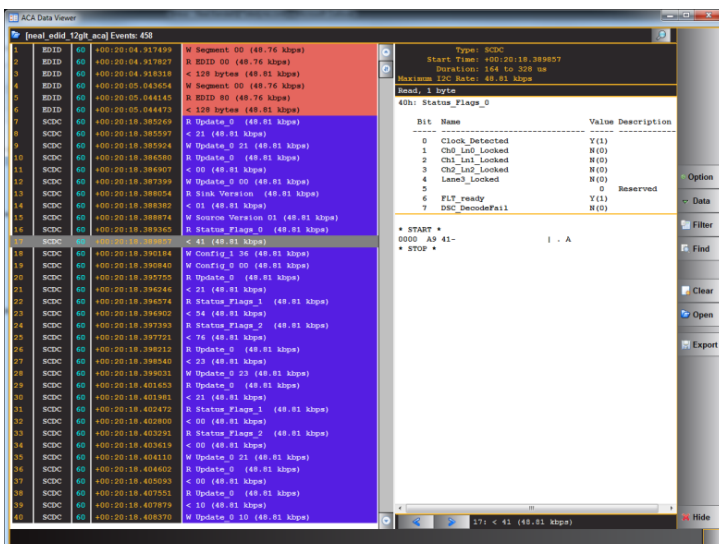 ACA Data Viewer
[neal_edid_12glt_aca] Events: 458
1 EDID 60 +00:20:04.917499 W Segment 00 (48.76 kbps)
2 EDID 60 +00:20:04.917827 R EDID 00 (48.76 kbps)
3 EDID 60 +00:20:04.918318 < 128 bytes (48.81 kbps)
4 EDID 60 +00:20:05.043654 W Segment 00 (48.76 kbps)
5 EDID 60 +00:20:05.044145 R EDID 80 (48.76 kbps)
6 EDID 60 +00:20:05.044473 < 128 bytes (48.81 kbps)
7 SCDC 60 +00:20:18.385269 R Update_0 (48.81 kbps)
8 SCDC 60 +00:20:18.385597 < 21 (48.81 kbps)
9 SCDC 60 +00:20:18.385924 W Update_0 21 (48.81 kbps)
10 SCDC 60 +00:20:18.386580 R Update_0 (48.81 kbps)
11 SCDC 60 +00:20:18.386907 < 00 (48.81 kbps)
12 SCDC 60 +00:20:18.387399 W Update_0 00 (48.81 kbps)
13 SCDC 60 +00:20:18.388054 R Sink Version (48.81 kbps)
14 SCDC 60 +00:20:18.388382 < 01 (48.81 kbps)
15 SCDC 60 +00:20:18.388874 W Source Version 01 (48.81 kbps)
16 SCDC 60 +00:20:18.389365 R Status_Flags_0 (48.81 kbps)
17 SCDC 60 +00:20:18.389857 < 41 (48.81 kbps)
18 SCDC 60 +00:20:18.390184 W Config_1 36 (48.81 kbps)
19 SCDC 60 +00:20:18.390840 W Config_0 00 (48.81 kbps)
20 SCDC 60 +00:20:18.395755 R Update_0 (48.81 kbps)
21 SCDC 60 +00:20:18.396246 < 21 (48.81 kbps)
22 SCDC 60 +00:20:18.396574 R Status_Flags_1 (48.81 kbps)
23 SCDC 60 +00:20:18.396902 < 54 (48.81 kbps)
24 SCDC 60 +00:20:18.397393 R Status_Flags_2 (48.81 kbps)
25 SCDC 60 +00:20:18.397721 < 76 (48.81 kbps)
26 SCDC 60 +00:20:18.398212 R Update_0 (48.81 kbps)
27 SCDC 60 +00:20:18.398540 < 23 (48.81 kbps)
28 SCDC 60 +00:20:18.399031 W Update_0 23 (48.81 kbps)
29 SCDC 60 +00:20:18.401653 R Update_0 (48.81 kbps)
30 SCDC 60 +00:20:18.401981 < 21 (48.81 kbps)
31 SCDC 60 +00:20:18.402472 R Status_Flags_1 (48.81 kbps)
32 SCDC 60 +00:20:18.402800 < 00 (48.81 kbps)
33 SCDC 60 +00:20:18.403291 R Status_Flags_2 (48.81 kbps)
34 SCDC 60 +00:20:18.403619 < 00 (48.81 kbps)
35 SCDC 60 +00:20:18.404110 W Update_0 21 (48.81 kbps)
36 SCDC 60 +00:20:18.404602 R Update_0 (48.81 kbps)
37 SCDC 60 +00:20:18.405093 < 00 (48.81 kbps)
38 SCDC 60 +00:20:18.407551 R Update_0 (48.81 kbps)
39 SCDC 60 +00:20:18.407879 < 10 (48.81 kbps)
40 SCDC 60 +00:20:18.408370 W Update_0 10 (48.81 kbps)
Type: SCDC
Start Time: +00:20:18.389857
Duration: 164 to 328 us
Maximum I2C Rate: 48.81 kbps
Read, 1 byte
40h: Status_Flags_0
Bit Name Value Description
----- -------------------------------- ----- -----------
0 Clock_Detected Y(1)
1 Ch0_Ln0_Locked N(0)
2 Ch1_Ln1_Locked N(0)
3 Ch2_Ln2_Locked N(0)
4 Lane3_Locked N(0)
5 0 Reserved
6 FLT_ready Y(1)
7 DSC_DecodeFail N(0)
* START *
0000 A9 41- | . A
* STOP *
17: < 41 (48.81 kbps)
Option
Data
Filter
Find
Clear
Open
Export
Hide